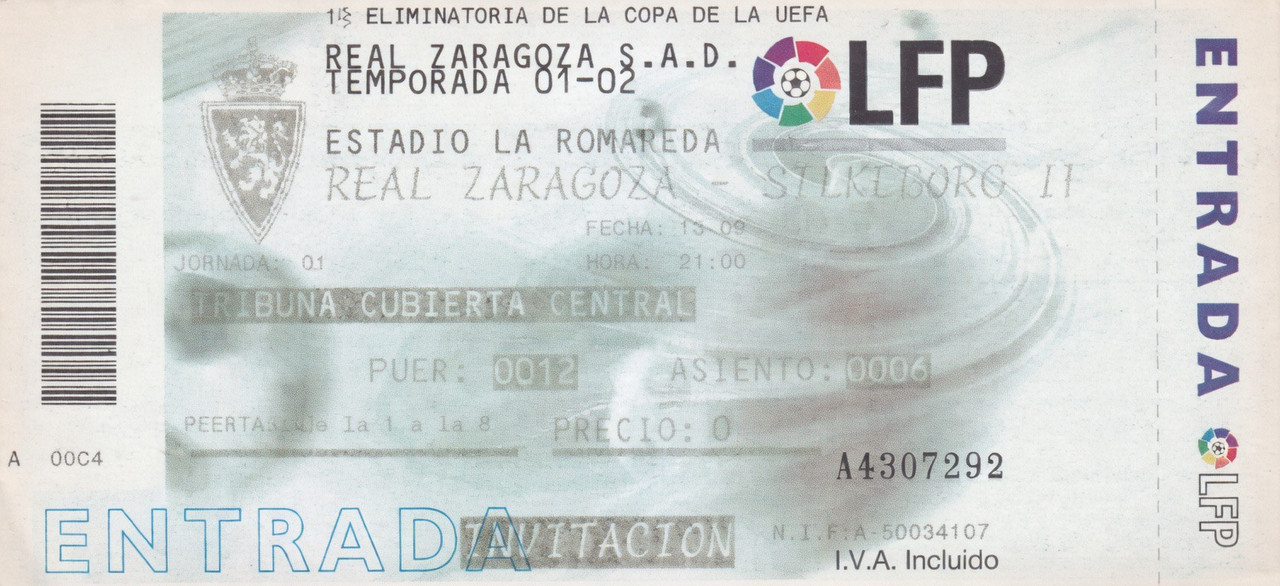 ELIMINATORIA DE LA COPA DE LA UEFA
REAL ZARAGOZA S.A.D.
TEMPORADA 01-02
LFP
ESTADIO LA ROMAREDA
REAL ZARAGOZA - SILKEBORG I
FECHA: 13 09
JORNADA: 01
HORA: 21:00
TRIBUNA CUBIERTA CENTRAL
PUER: 0012
ASIENTO: 0006
de la 1 a la 8
PRECIO: 0
A 00C4
A4307292
ENTRADA
INVITACION
N.I.F:A-50034107
I.V.A. Incluido
ENTRADA
LFP